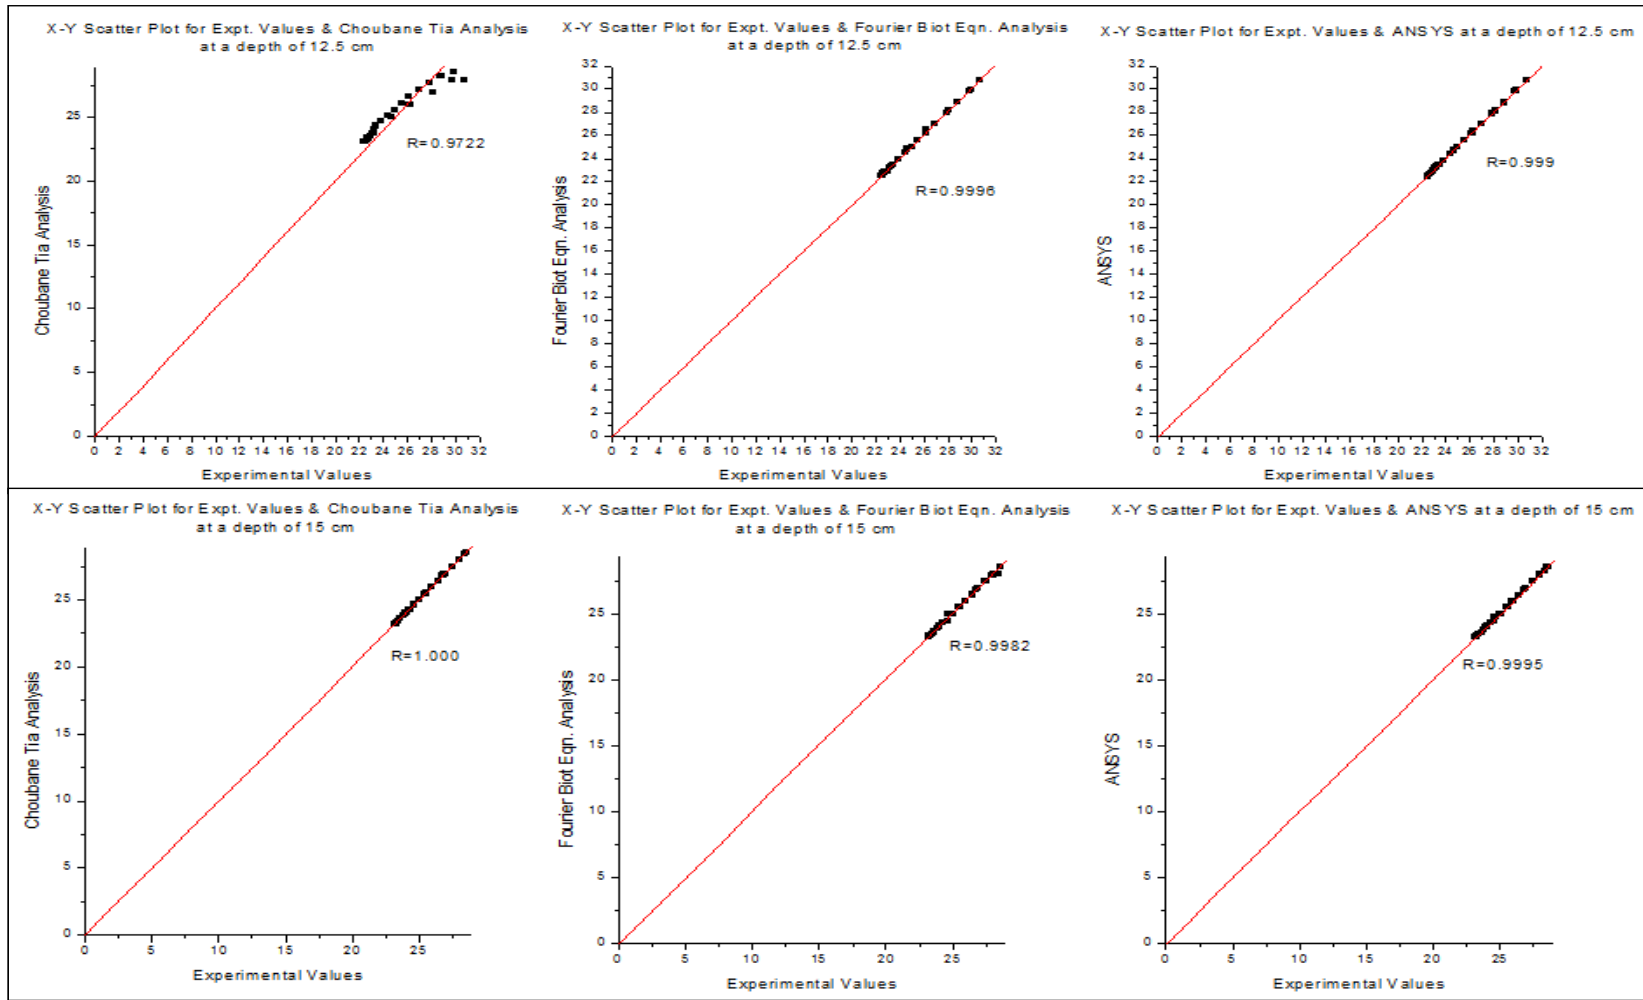 X-Y Scatter Plot for Expt. Values & Choubane Tia Analysis
at a depth of 12.5 cm
25
20
15
10
5
0
Choubane Tia Analysis
R=0.9722
0 2 4 6 8 10 12 14 16 18 20 22 24 26 28 30 32
Experimental Values
X-Y Scatter Plot for Expt. Values & Fourier Biot Eqn. Analysis
at a depth of 12.5 cm
32
30
28
26
24
22
20
18
16
14
12
10
8
6
4
2
0
Fourier Biot Eqn. Analysis
R=0.9996
0 2 4 6 8 10 12 14 16 18 20 22 24 26 28 30 32
Experimental Values
X-Y Scatter Plot for Expt. Values & ANSYS at a depth of 12.5 cm
32
30
28
26
24
22
20
18
16
14
12
10
8
6
4
2
0
ANSYS
R=0.999
0 2 4 6 8 10 12 14 16 18 20 22 24 26 28 30 32
Experimental Values
X-Y Scatter Plot for Expt. Values & Choubane Tia Analysis
at a depth of 15 cm
25
20
15
10
5
0
Choubane Tia Analysis
R=1.000
0 5 10 15 20 25
Experimental Values
X-Y Scatter Plot for Expt. Values & Fourier Biot Eqn. Analysis
at a depth of 15 cm
25
20
15
10
5
0
Fourier Biot Eqn. Analysis
R=0.9982
0 5 10 15 20 25
Experimental Values
X-Y Scatter Plot for Expt. Values & ANSYS at a depth of 15 cm
25
20
15
10
5
0
ANSYS
R=0.9995
0 5 10 15 20 25
Experimental Values